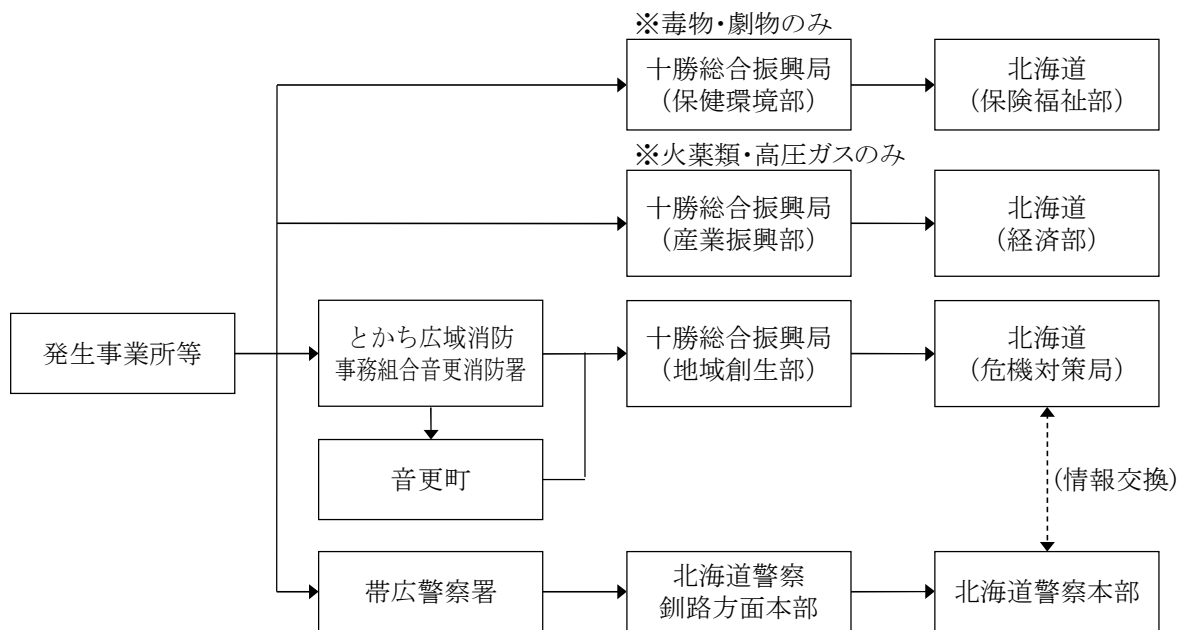 ※毒物・劇物のみ
十勝総合振興局
（保健環境部）
北海道
（保険福祉部）
※火薬類・高圧ガスのみ
十勝総合振興局
（産業振興部）
北海道
（経済部）
発生事業所等
とかち広域消防
事務組合音更消防署
十勝総合振興局
（地域創生部）
北海道
（危機対策局）
音更町
（情報交換）
帯広警察署
北海道警察
釧路方面本部
北海道警察本部